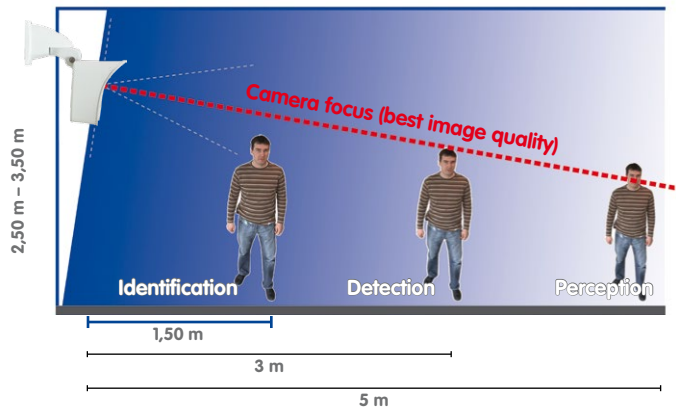 Camera focus (best image quality)
2,50 m – 3,50 m
Identification
Detection
Perception
1,50 m
3 m
5 m